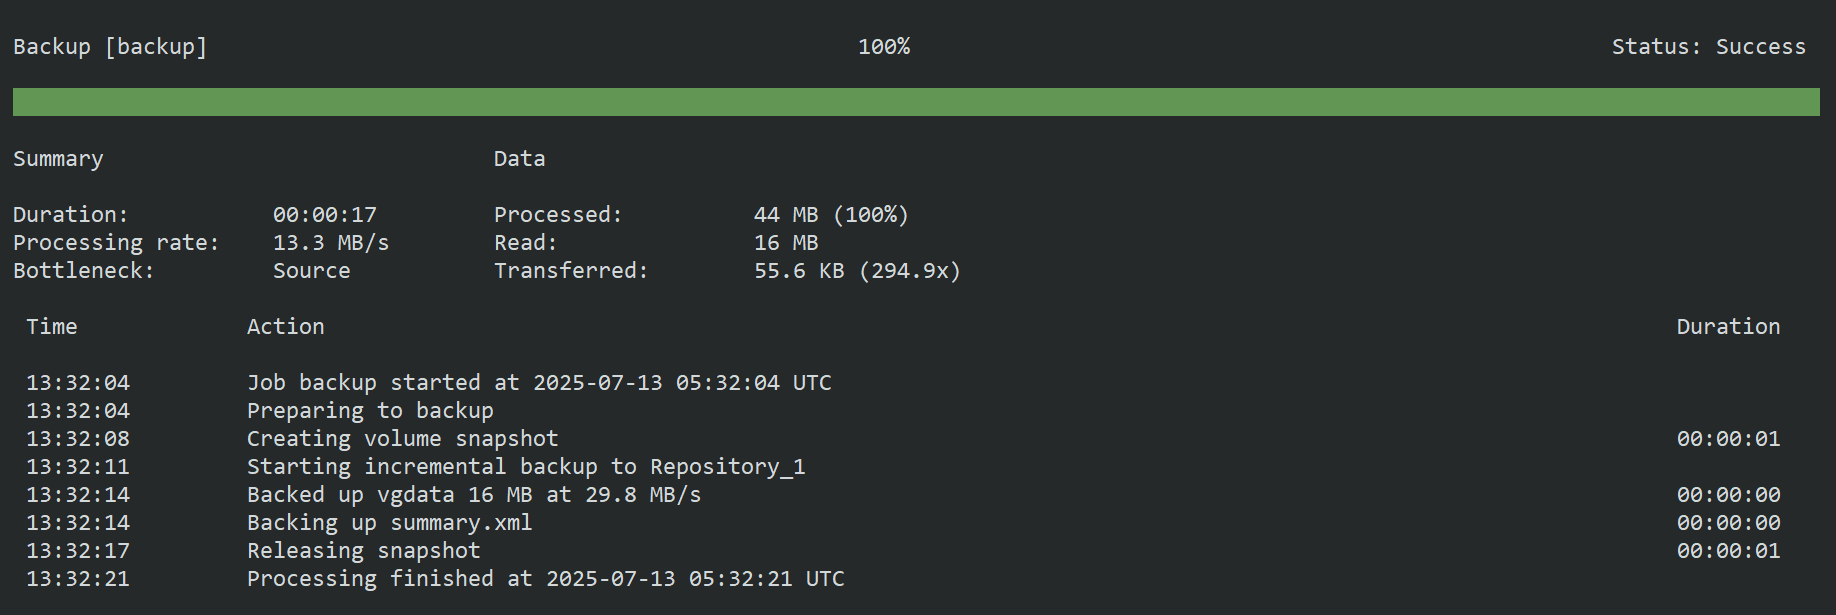 Backup [backup] 100% Status: Success
Summary Data
Duration: 00:00:17 Processed: 44 MB (100%)
Processing rate: 13.3 MB/s Read: 16 MB
Bottleneck: Source Transferred: 55.6 KB (294.9x)
Time Action Duration
13:32:04 Job backup started at 2025-07-13 05:32:04 UTC
13:32:04 Preparing to backup
13:32:08 Creating volume snapshot 00:00:01
13:32:11 Starting incremental backup to Repository_1
13:32:14 Backed up vgdata 16 MB at 29.8 MB/s 00:00:00
13:32:14 Backing up summary.xml 00:00:00
13:32:17 Releasing snapshot 00:00:01
13:32:21 Processing finished at 2025-07-13 05:32:21 UTC